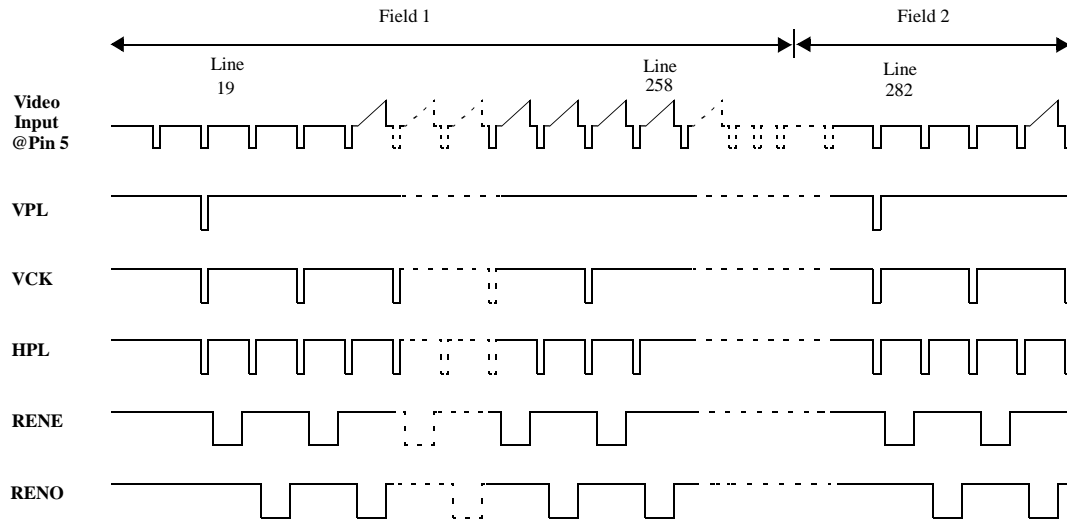 Field 1
Field 2
Line
19
Line
258
Line
282
Video
Input
@Pin 5
VPL
VCK
HPL
RENE
RENO